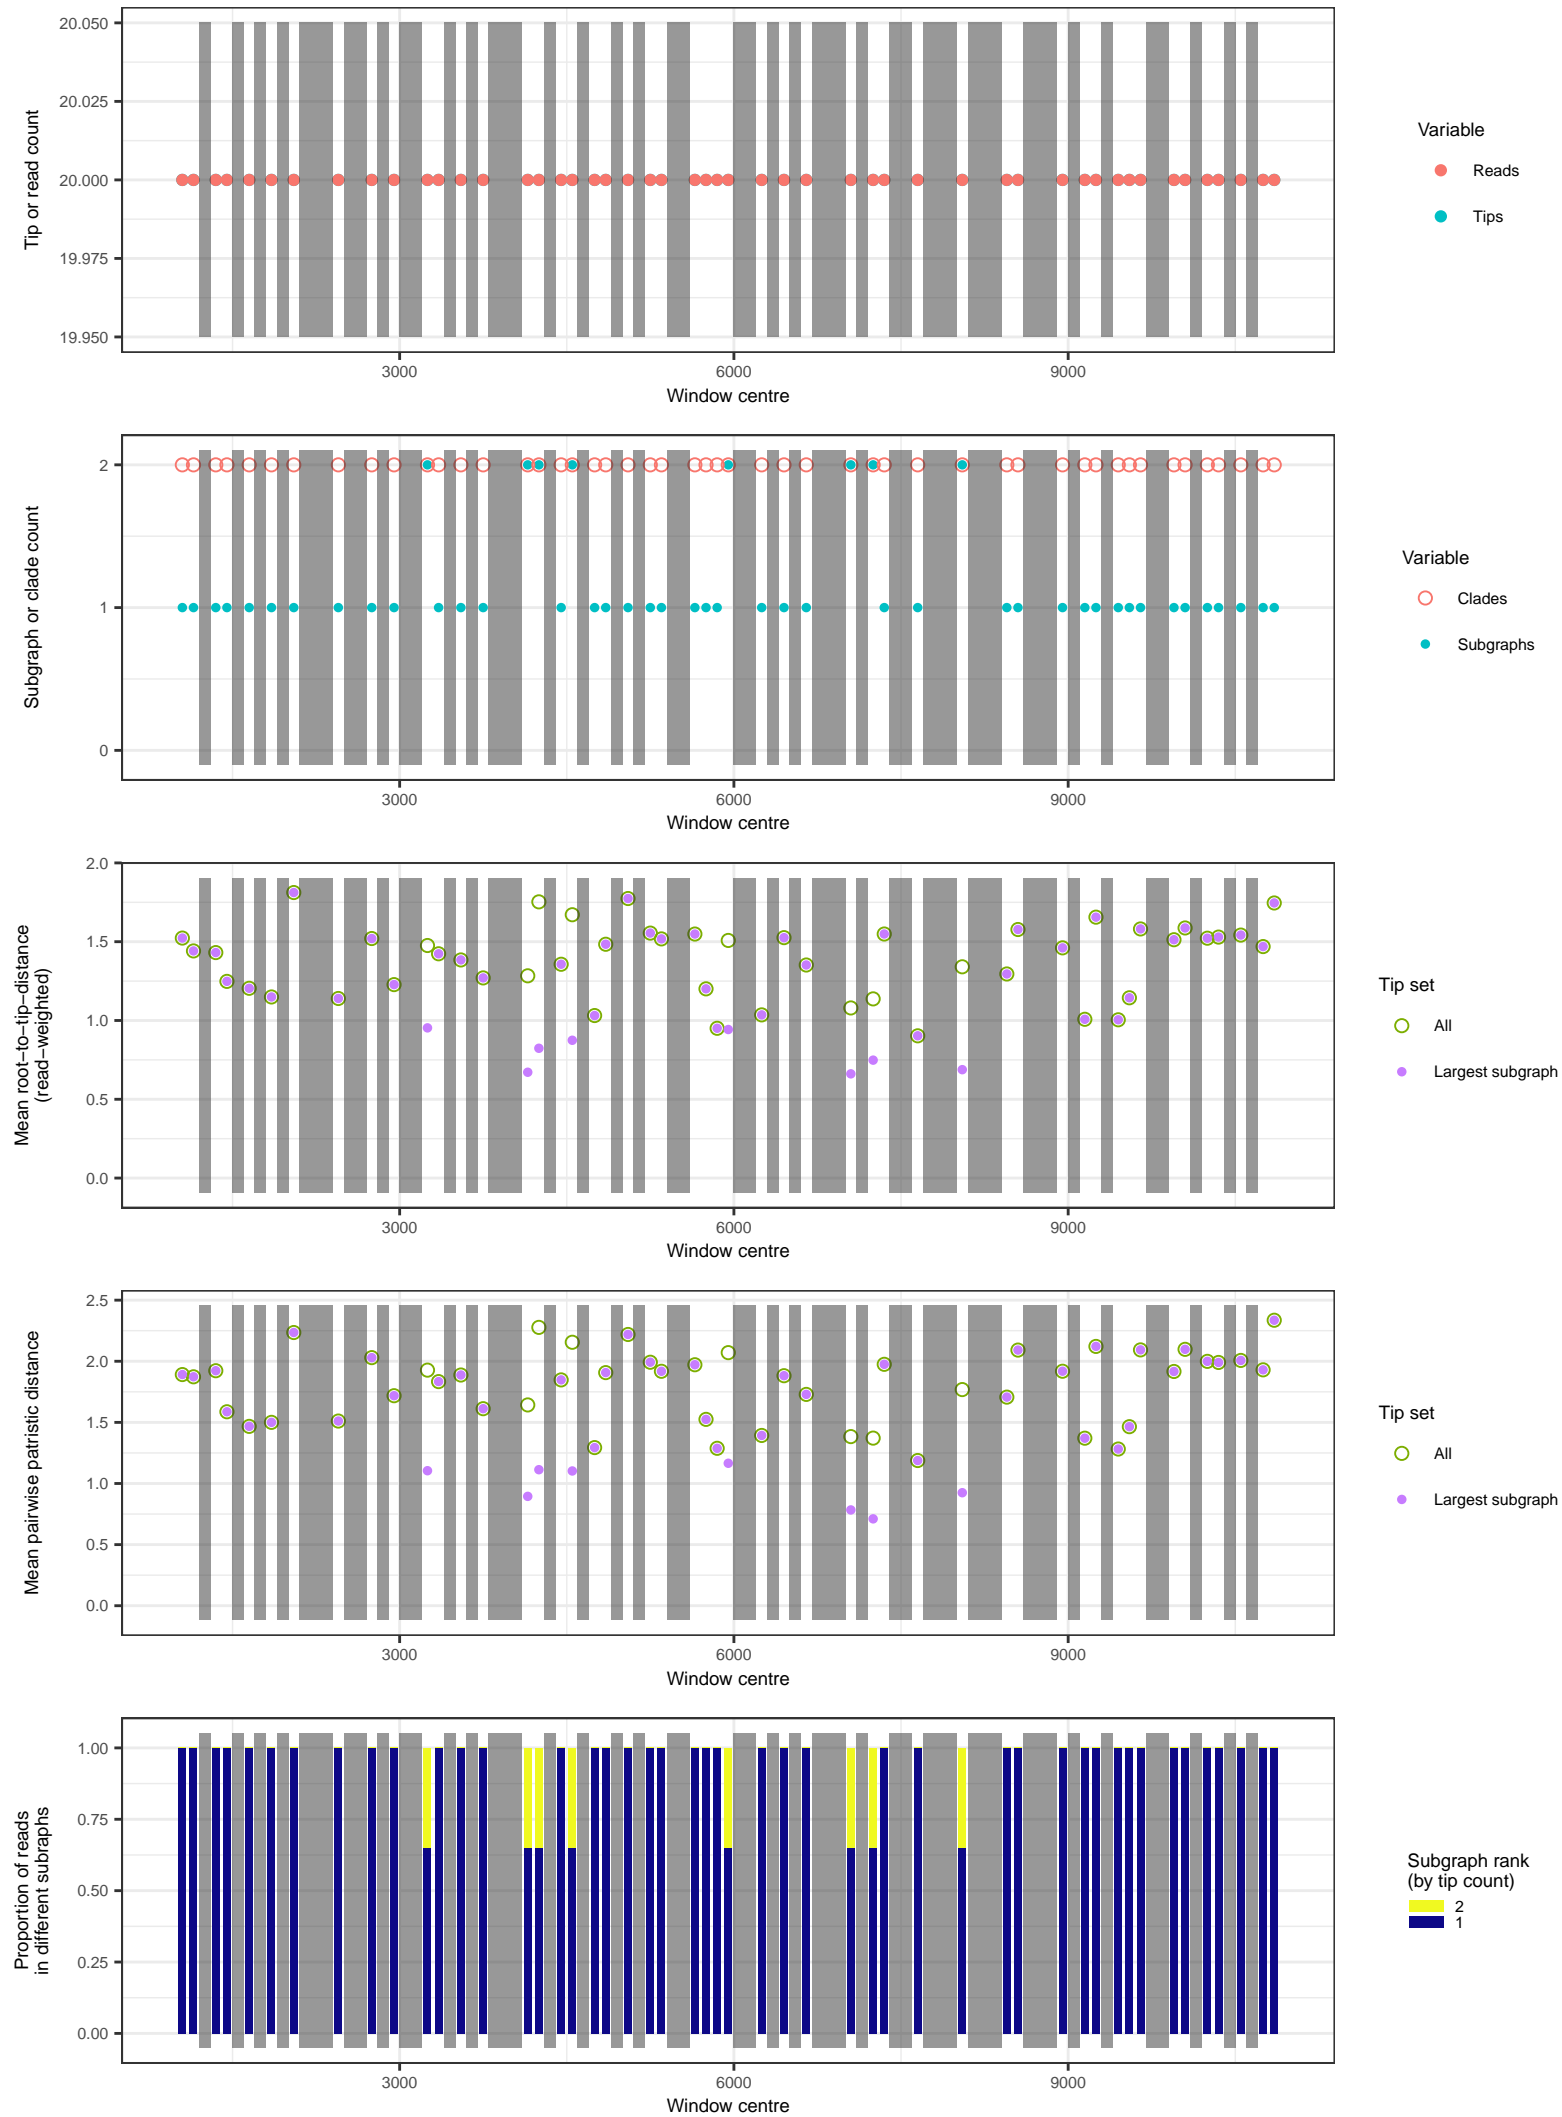 20.050
20.025
20.000
19.975
19.950
Tip or read count
3000 6000 9000
Window centre
Variable
Reads
Tips
2
1
0
Subgraph or clade count
3000 6000 9000
Window centre
Variable
Clades
Subgraphs
2.0
1.5
1.0
0.5
0.0
Mean root−to−tip−distance
(read−weighted)
3000 6000 9000
Window centre
Tip set
All
Largest subgraph
2.5
2.0
1.5
1.0
0.5
0.0
Mean pairwise patristic distance
3000 6000 9000
Window centre
Tip set
All
Largest subgraph
1.00
0.75
0.50
0.25
0.00
Proportion of reads
in different subraphs
3000 6000 9000
Window centre
Subgraph rank
(by tip count)
2
1